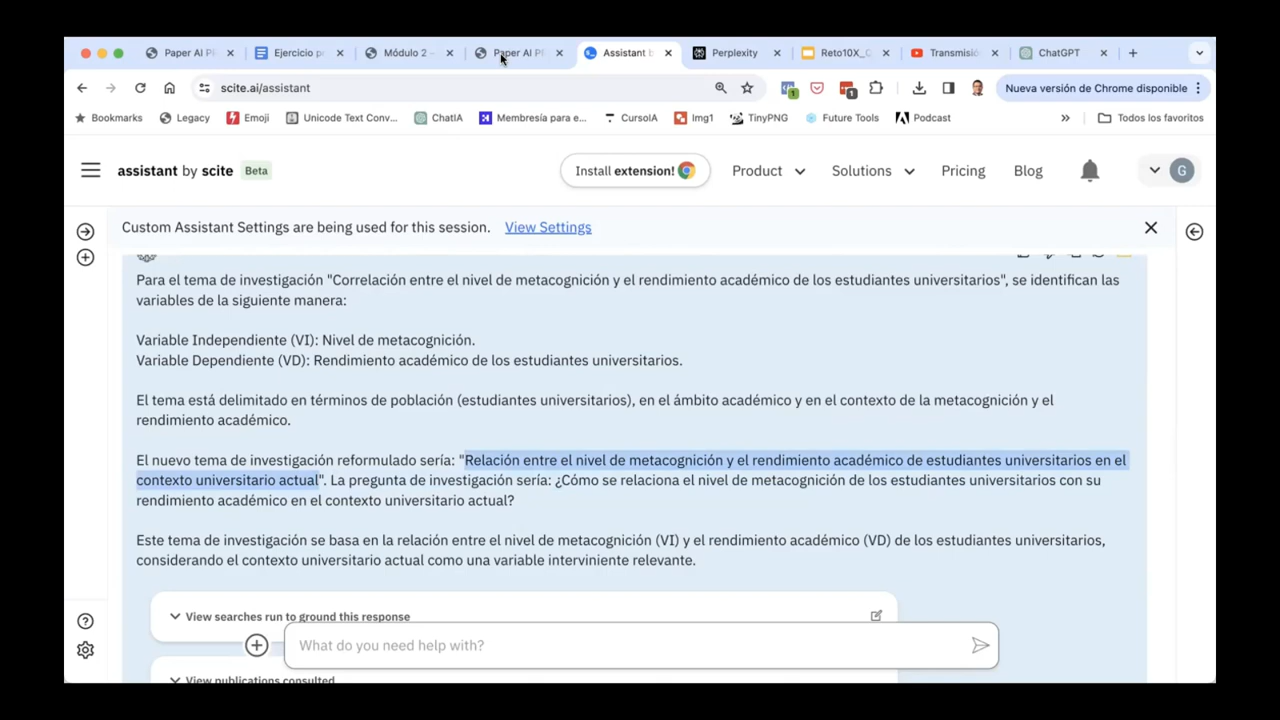 Paper AI P
Ejercicio p
Módulo 2 -
Paper AI P
Assistant b
Perplexity
Reto10X_C
Transmisió
ChatGPT
scite.ai/assistant
Nueva versión de Chrome disponible
Bookmarks
Legacy
Emoji
Unicode Text Conv...
ChatIA
Membresía para e...
CursoIA
Img1
TinyPNG
Future Tools
Podcast
Todos los favoritos
assistant by scite Beta
Install extension!
Product
Solutions
Pricing
Blog
G
Custom Assistant Settings are being used for this session. View Settings
Para el tema de investigación "Correlación entre el nivel de metacognición y el rendimiento académico de los estudiantes universitarios", se identifican las
variables de la siguiente manera:
Variable Independiente (VI): Nivel de metacognición.
Variable Dependiente (VD): Rendimiento académico de los estudiantes universitarios.
El tema está delimitado en términos de población (estudiantes universitarios), en el ámbito académico y en el contexto de la metacognición y el
rendimiento académico.
El nuevo tema de investigación reformulado sería: "Relación entre el nivel de metacognición y el rendimiento académico de estudiantes universitarios en el
contexto universitario actual". La pregunta de investigación sería: ¿Cómo se relaciona el nivel de metacognición de los estudiantes universitarios con su
rendimiento académico en el contexto universitario actual?
Este tema de investigación se basa en la relación entre el nivel de metacognición (VI) y el rendimiento académico (VD) de los estudiantes universitarios,
considerando el contexto universitario actual como una variable interviniente relevante.
View searches run to ground this response
What do you need help with?
View publications consulted